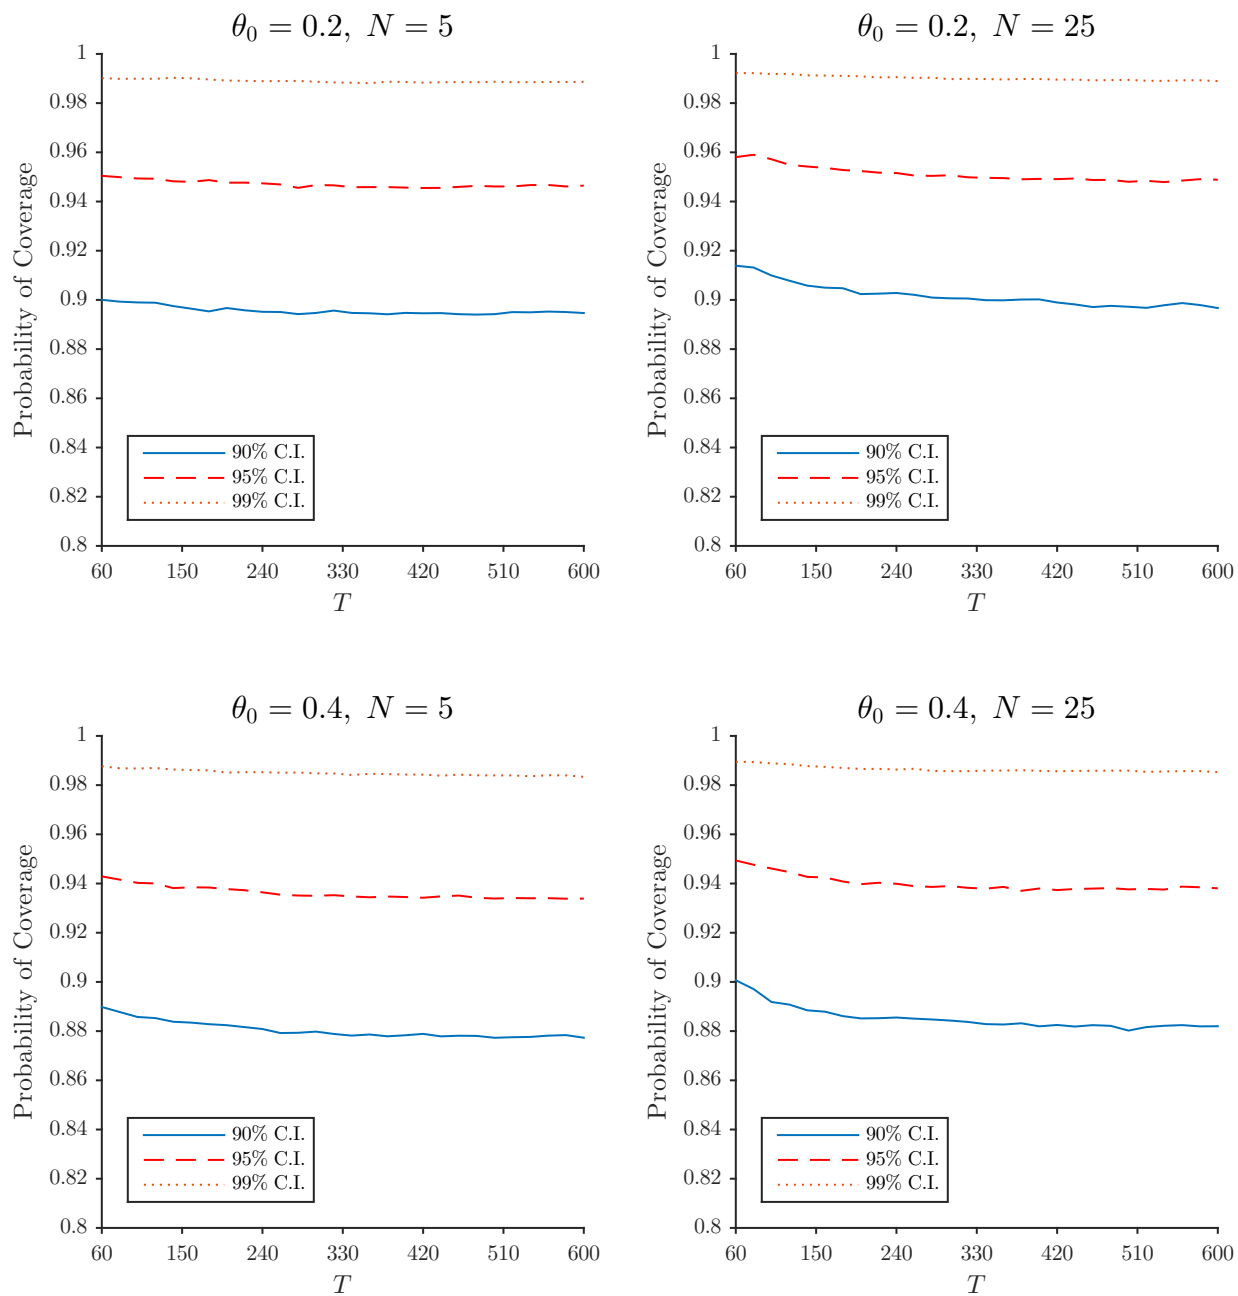 θ₀ = 0.2, N = 5
Probability of Coverage
1
0.98
0.96
0.94
0.92
0.9
0.88
0.86
0.84
0.82
0.8
90% C.I.
95% C.I.
99% C.I.
60 150 240 330 420 510 600
T
θ₀ = 0.2, N = 25
Probability of Coverage
1
0.98
0.96
0.94
0.92
0.9
0.88
0.86
0.84
0.82
0.8
90% C.I.
95% C.I.
99% C.I.
60 150 240 330 420 510 600
T
θ₀ = 0.4, N = 5
Probability of Coverage
1
0.98
0.96
0.94
0.92
0.9
0.88
0.86
0.84
0.82
0.8
90% C.I.
95% C.I.
99% C.I.
60 150 240 330 420 510 600
T
θ₀ = 0.4, N = 25
Probability of Coverage
1
0.98
0.96
0.94
0.92
0.9
0.88
0.86
0.84
0.82
0.8
90% C.I.
95% C.I.
99% C.I.
60 150 240 330 420 510 600
T